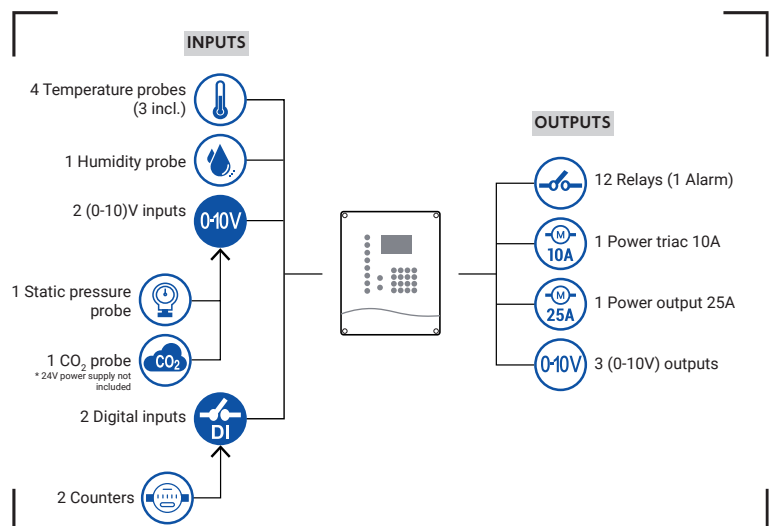 INPUTS
4 Temperature probes
(3 incl.)
1 Humidity probe
2 (0-10)V inputs
0-10V
1 Static pressure
probe
1 CO₂ probe
* 24V power supply not
included
CO₂
2 Digital inputs
DI
2 Counters
OUTPUTS
12 Relays (1 Alarm)
M
10A
1 Power triac 10A
M
25A
1 Power output 25A
0-10V
3 (0-10V) outputs